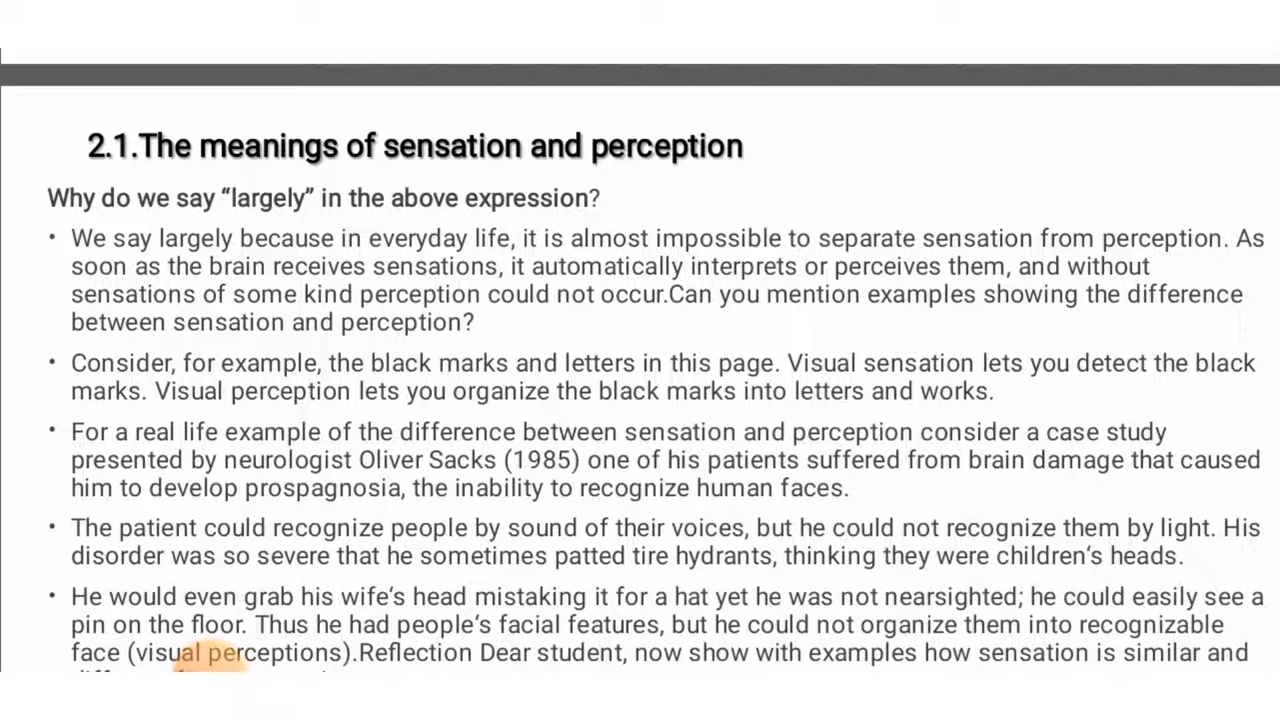 2.1.The meanings of sensation and perception
Why do we say “largely” in the above expression?
• We say largely because in everyday life, it is almost impossible to separate sensation from perception. As
soon as the brain receives sensations, it automatically interprets or perceives them, and without
sensations of some kind perception could not occur.Can you mention examples showing the difference
between sensation and perception?
• Consider, for example, the black marks and letters in this page. Visual sensation lets you detect the black
marks. Visual perception lets you organize the black marks into letters and works.
• For a real life example of the difference between sensation and perception consider a case study
presented by neurologist Oliver Sacks (1985) one of his patients suffered from brain damage that caused
him to develop prospagnosia, the inability to recognize human faces.
• The patient could recognize people by sound of their voices, but he could not recognize them by light. His
disorder was so severe that he sometimes patted tire hydrants, thinking they were children‘s heads.
• He would even grab his wife‘s head mistaking it for a hat yet he was not nearsighted; he could easily see a
pin on the floor. Thus he had people‘s facial features, but he could not organize them into recognizable
face (visual perceptions).Reflection Dear student, now show with examples how sensation is similar and